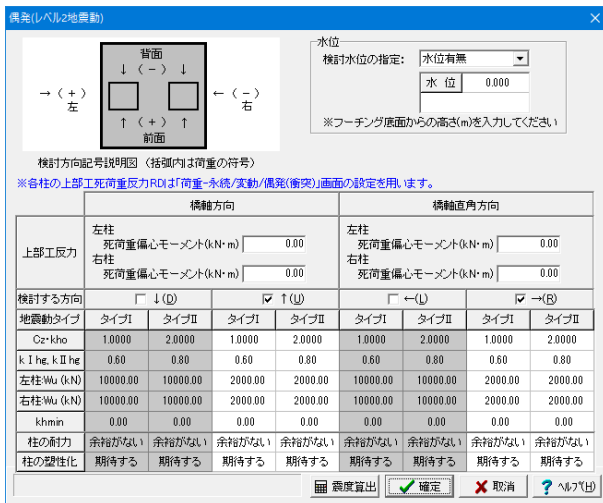 偶発(レベル2地震動)
背面
↓ ( － ) ↓
→ ( + )
左
← ( － )
右
↑ ( + ) ↑
前面
検討方向記号説明図 (括弧内は荷重の符号)
水位
検討水位の指定: 水位有無
水 位 0.000
※フーチング底面からの高さ(m)を入力してください
※各柱の上部工死荷重反力RDは「荷重-永続/変動/偶発(衝突)」画面の設定を用います。
橋軸方向 橋軸直角方向
上部工反力
左柱
死荷重偏心モーメント(kN・m) 0.00
右柱
死荷重偏心モーメント(kN・m) 0.00
左柱
死荷重偏心モーメント(kN・m) 0.00
右柱
死荷重偏心モーメント(kN・m) 0.00
検討する方向 ↓(D) ↑(U) ←(L) →(R)
地震動タイプ タイプI タイプII タイプI タイプII タイプI タイプII タイプI タイプII
Cz・kho 1.0000 2.0000 1.0000 2.0000 1.0000 2.0000 1.0000 2.0000
k I hg, k II hg 0.60 0.80 0.60 0.80 0.60 0.80 0.60 0.80
左柱:Wu (kN) 10000.00 10000.00 2000.00 2000.00 10000.00 10000.00 2000.00 2000.00
右柱:Wu (kN) 10000.00 10000.00 2000.00 2000.00 10000.00 10000.00 2000.00 2000.00
khmin 0.00 0.00 0.00 0.00 0.00 0.00 0.00 0.00
柱の耐力 余裕がない 余裕がない 余裕がない 余裕がない 余裕がない 余裕がない 余裕がない 余裕がない
柱の塑性化 期待する 期待する 期待する 期待する 期待する 期待する 期待する 期待する
震度算出 確定 取消 ヘルプ(H)